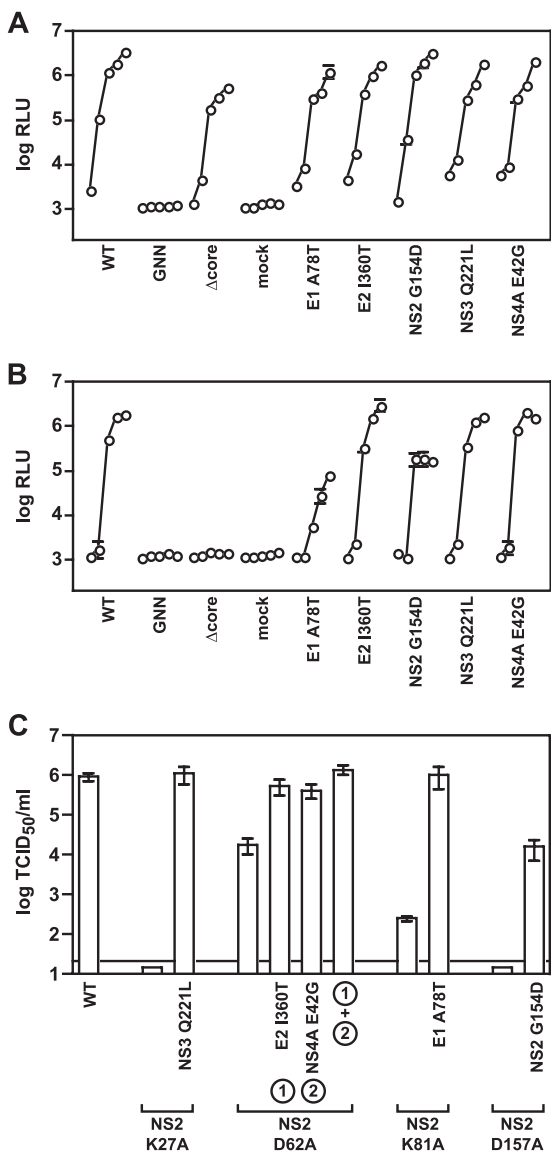 A
7
6
5
4
3
log RLU
WT
GNN
Δcore
mock
E1 A78T
E2 I360T
NS2 G154D
NS3 Q221L
NS4A E42G
B
7
6
5
4
3
log RLU
WT
GNN
Δcore
mock
E1 A78T
E2 I360T
NS2 G154D
NS3 Q221L
NS4A E42G
C
7
6
5
4
3
2
1
log TCID50/ml
WT
NS3 Q221L
E2 I360T
NS4A E42G
①
+
②
E1 A78T
NS2 G154D
① ②
NS2 K27A
NS2 D62A
NS2 K81A
NS2 D157A